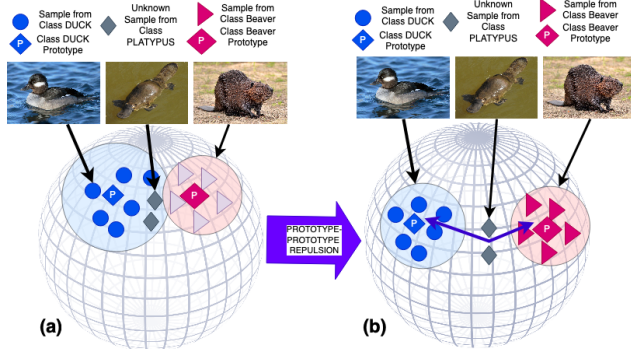 Sample from
Class DUCK
P
Class DUCK
Prototype
Unknown
Sample from
Class
PLATYPUS
Sample from
Class Beaver
P
Class Beaver
Prototype
P
P
(a)
PROTOTYPE-
PROTOTYPE
REPULSION
Sample from
Class DUCK
P
Class DUCK
Prototype
Unknown
Sample from
Class
PLATYPUS
Sample from
Class Beaver
P
Class Beaver
Prototype
P
P
(b)